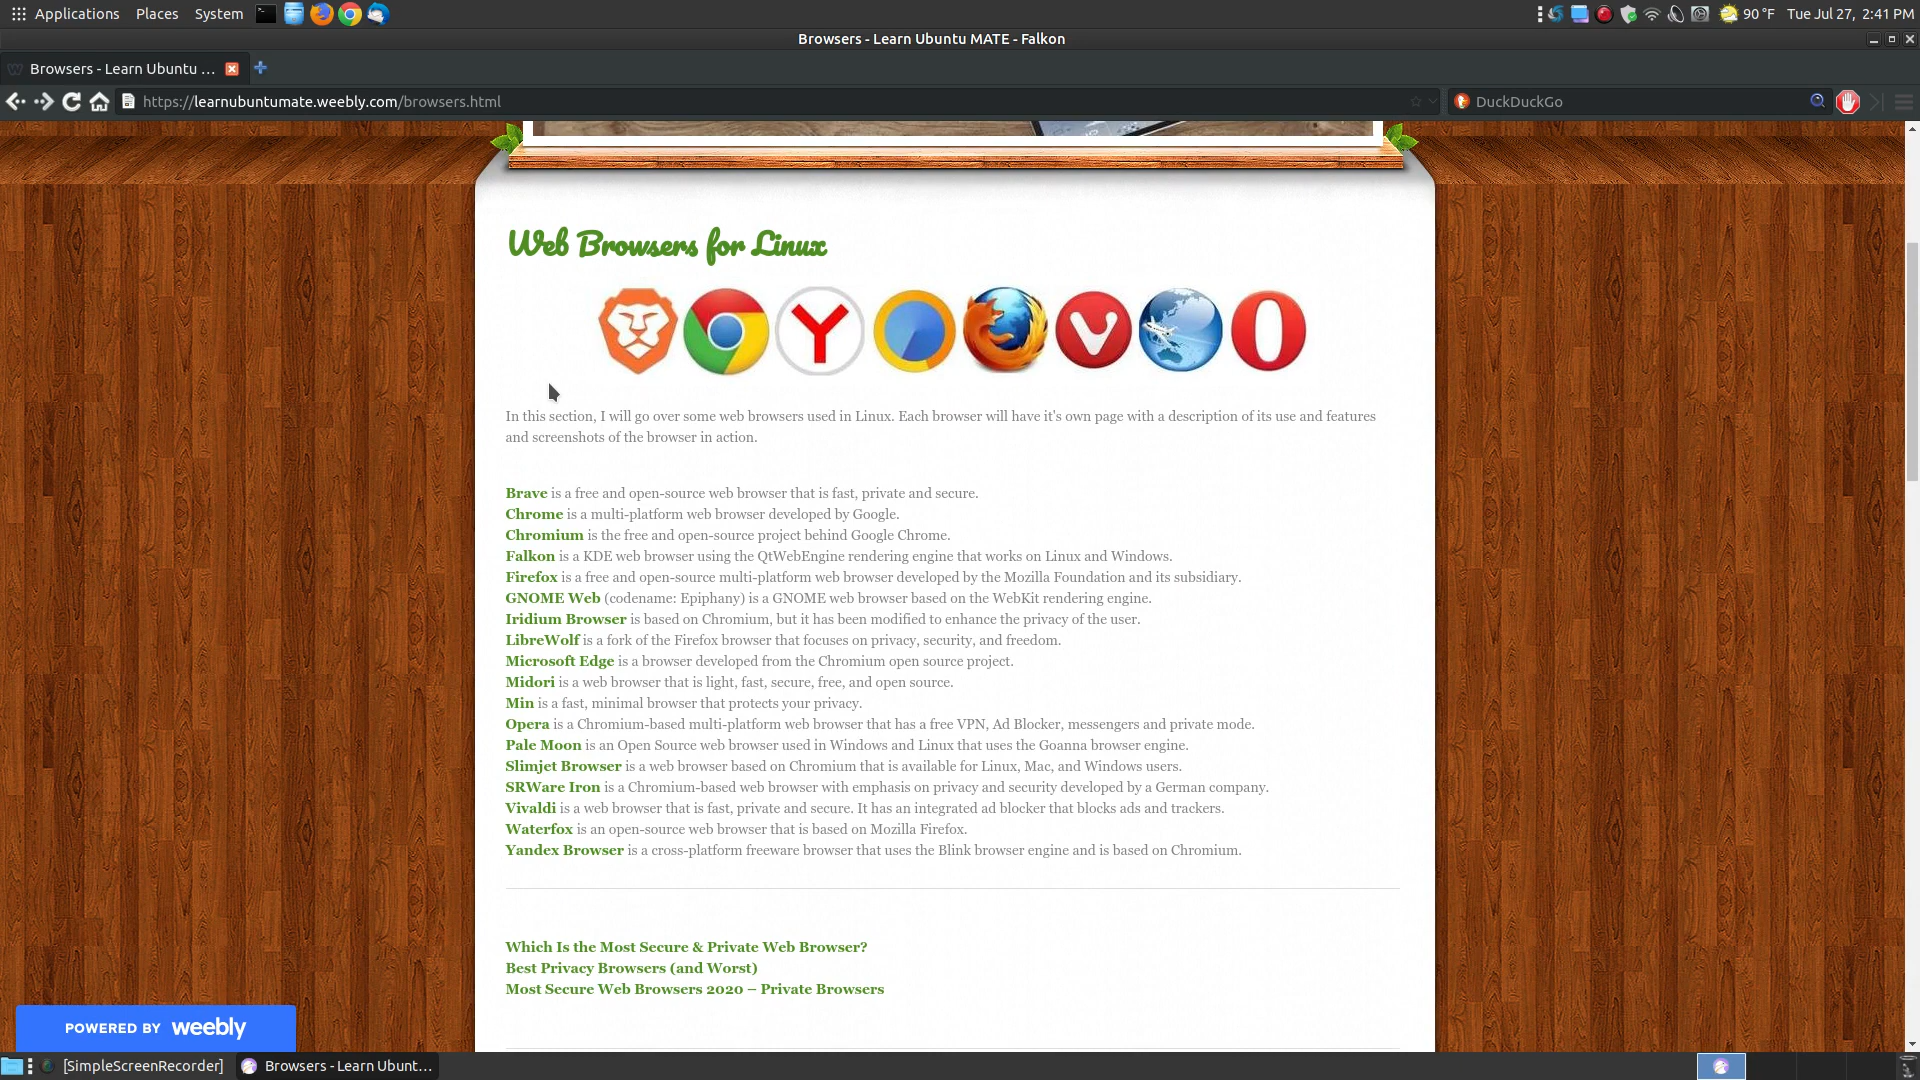 Applications Places System
90 °F Tue Jul 27, 2:41 PM
Browsers - Learn Ubuntu MATE - Falkon
Browsers - Learn Ubuntu ...
https://learnubuntumate.weebly.com/browsers.html
DuckDuckGo
Web Browsers for Linux
In this section, I will go over some web browsers used in Linux. Each browser will have it's own page with a description of its use and features
and screenshots of the browser in action.
Brave is a free and open-source web browser that is fast, private and secure.
Chrome is a multi-platform web browser developed by Google.
Chromium is the free and open-source project behind Google Chrome.
Falkon is a KDE web browser using the QtWebEngine rendering engine that works on Linux and Windows.
Firefox is a free and open-source multi-platform web browser developed by the Mozilla Foundation and its subsidiary.
GNOME Web (codename: Epiphany) is a GNOME web browser based on the WebKit rendering engine.
Iridium Browser is based on Chromium, but it has been modified to enhance the privacy of the user.
LibreWolf is a fork of the Firefox browser that focuses on privacy, security, and freedom.
Microsoft Edge is a browser developed from the Chromium open source project.
Midori is a web browser that is light, fast, secure, free, and open source.
Min is a fast, minimal browser that protects your privacy.
Opera is a Chromium-based multi-platform web browser that has a free VPN, Ad Blocker, messengers and private mode.
Pale Moon is an Open Source web browser used in Windows and Linux that uses the Goanna browser engine.
Slimjet Browser is a web browser based on Chromium that is available for Linux, Mac, and Windows users.
SRWare Iron is a Chromium-based web browser with emphasis on privacy and security developed by a German company.
Vivaldi is a web browser that is fast, private and secure. It has an integrated ad blocker that blocks ads and trackers.
Waterfox is an open-source web browser that is based on Mozilla Firefox.
Yandex Browser is a cross-platform freeware browser that uses the Blink browser engine and is based on Chromium.
Which Is the Most Secure & Private Web Browser?
Best Privacy Browsers (and Worst)
Most Secure Web Browsers 2020 – Private Browsers
POWERED BY weebly
[SimpleScreenRecorder] Browsers - Learn Ubunt...